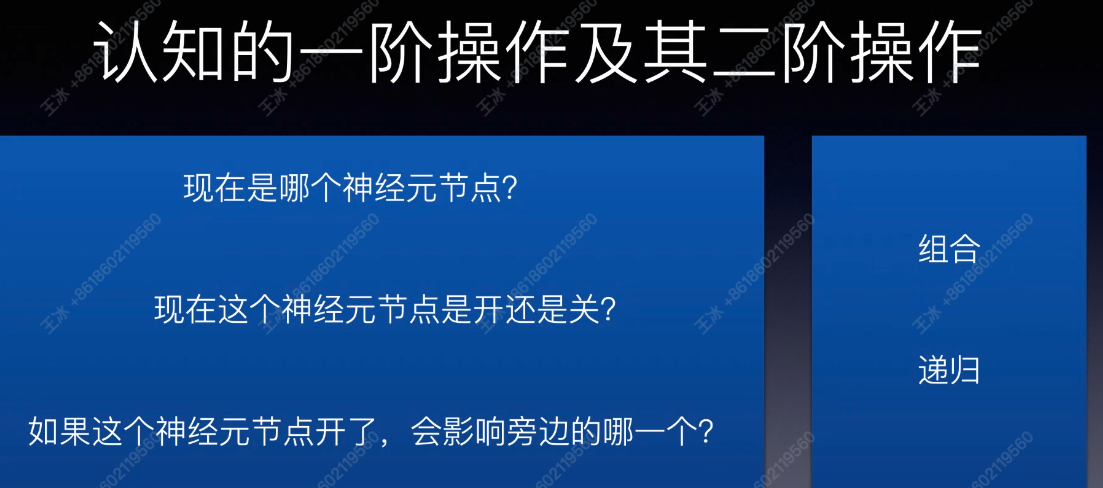 认知的一阶操作及其二阶操作
现在是哪个神经元节点?
现在这个神经元节点是开还是关?
如果这个神经元节点开了，会影响旁边的哪一个?
组合
递归
王冰 +8618602119560